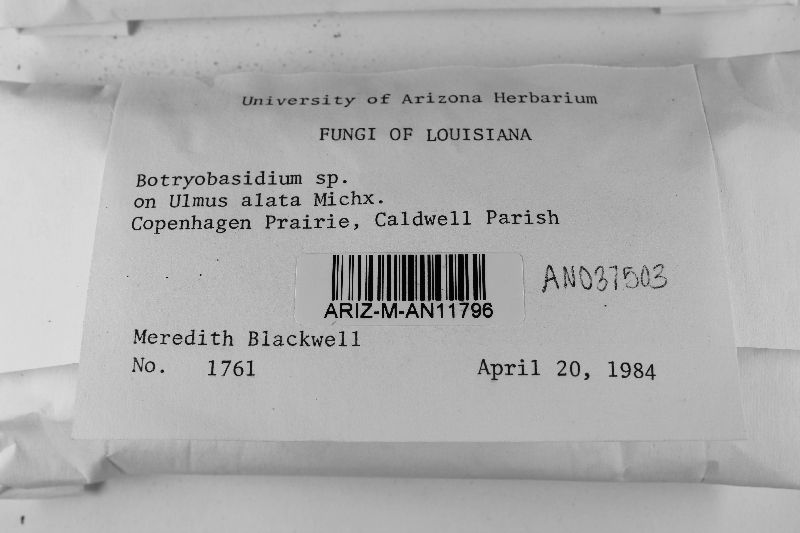 University of Arizona Herbarium
FUNGI OF LOUISIANA
Botryobasidium sp.
on Ulmus alata Michx.
Copenhagen Prairie, Caldwell Parish
AN037503
ARIZ-M-AN11796
Meredith Blackwell
No. 1761 April 20, 1984